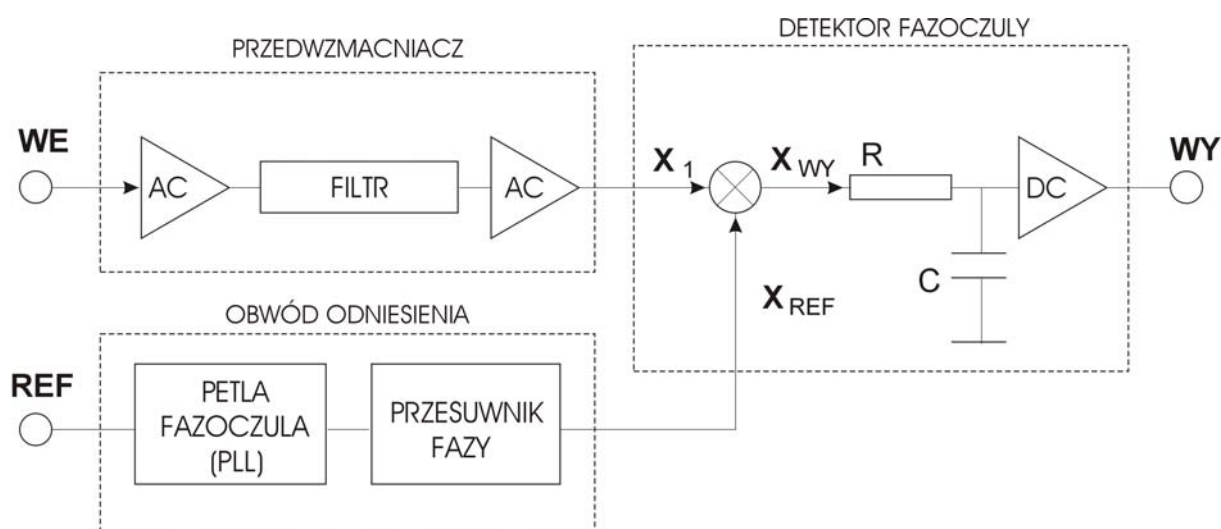 PRZEDWZMACNIACZ
DETEKTOR FAZOCZULY
WE
AC
FILTR
AC
X 1
X WY
R
DC
WY
C
X REF
OBWÓD ODNIESIENIA
REF
PETLA
FAZOCZULA
(PLL)
PRZESUWNIK
FAZY